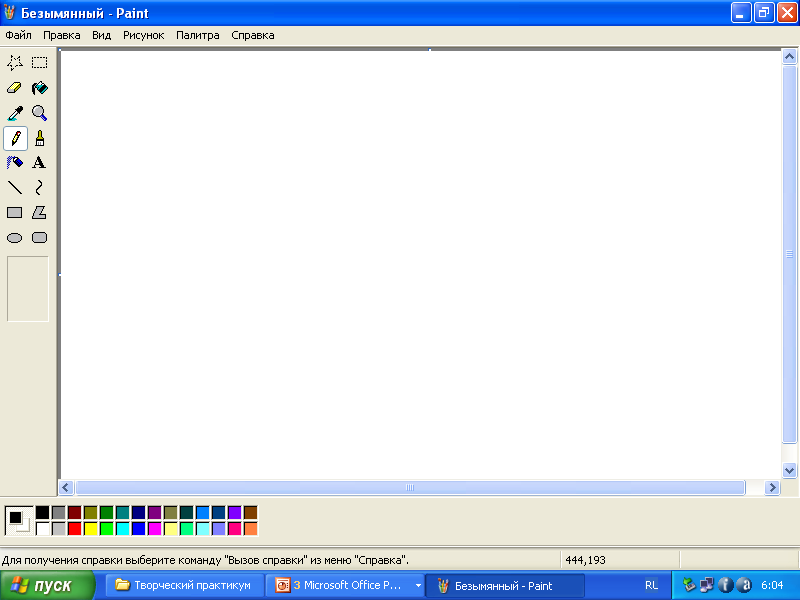 Безымянный - Paint
Файл Правка Вид Рисунок Палитра Справка
A
Для получения справки выберите команду "Вызов справки" из меню "Справка". 444,193
пуск Творческий практикум 3 Microsoft Office P... Безымянный - Paint RL 6:04